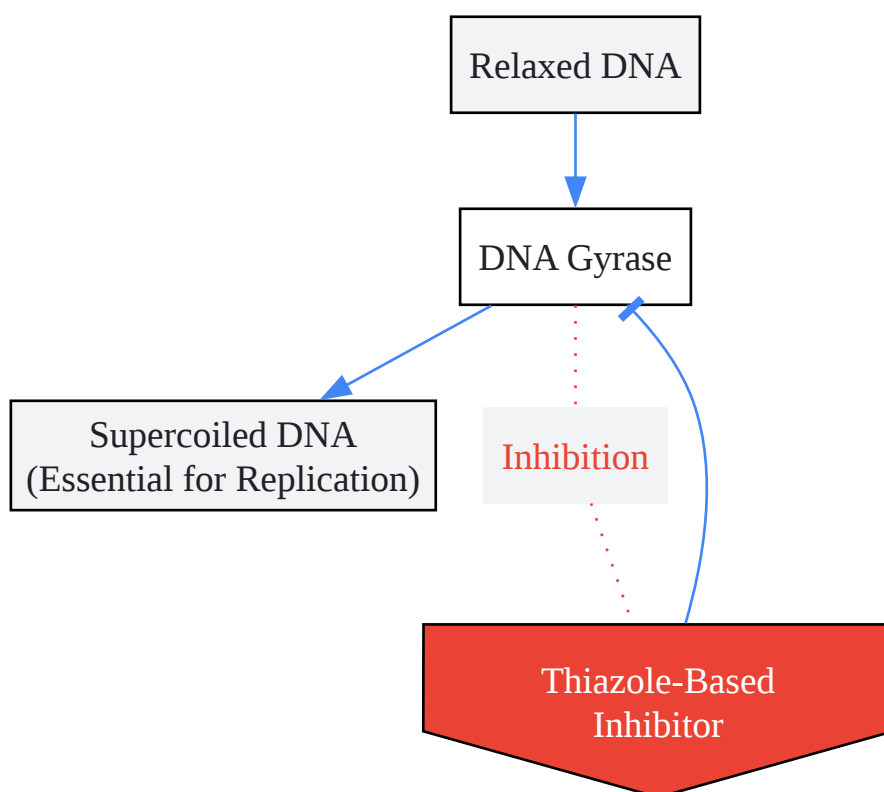 Relaxed DNA
DNA Gyrase
Supercoiled DNA
(Essential for Replication)
Inhibition
Thiazole-Based
Inhibitor